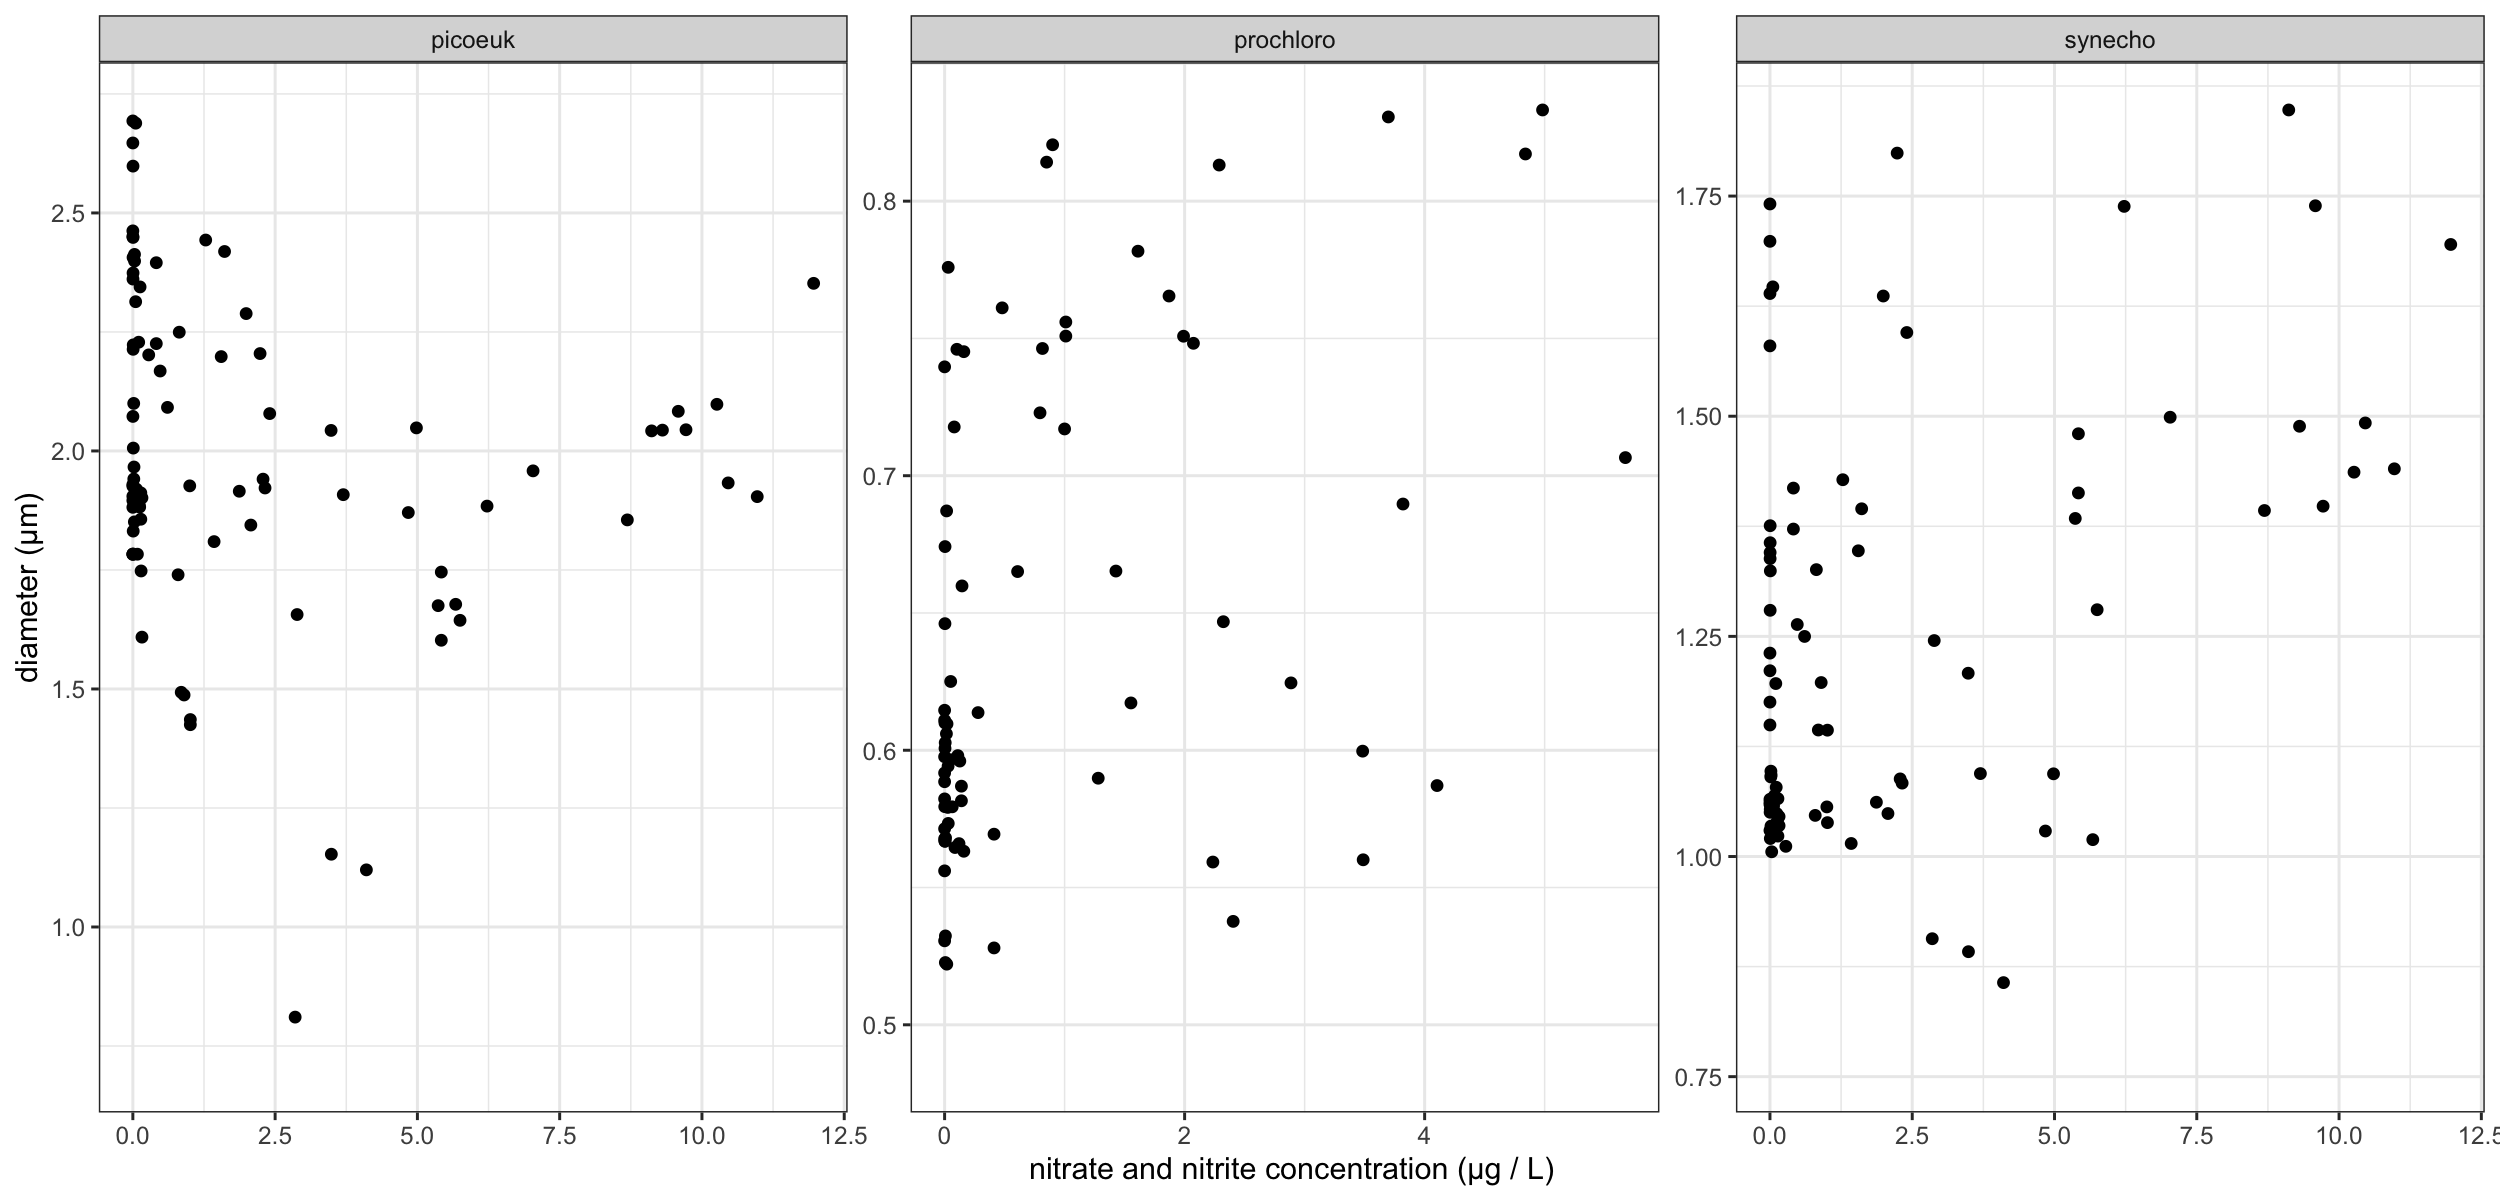 picoeuk
prochloro
synecho
diameter (µm)
2.5
2.0
1.5
1.0
0.8
0.7
0.6
0.5
1.75
1.50
1.25
1.00
0.75
0.0 2.5 5.0 7.5 10.0 12.5
0 2 4
0.0 2.5 5.0 7.5 10.0 12.5
nitrate and nitrite concentration (µg / L)